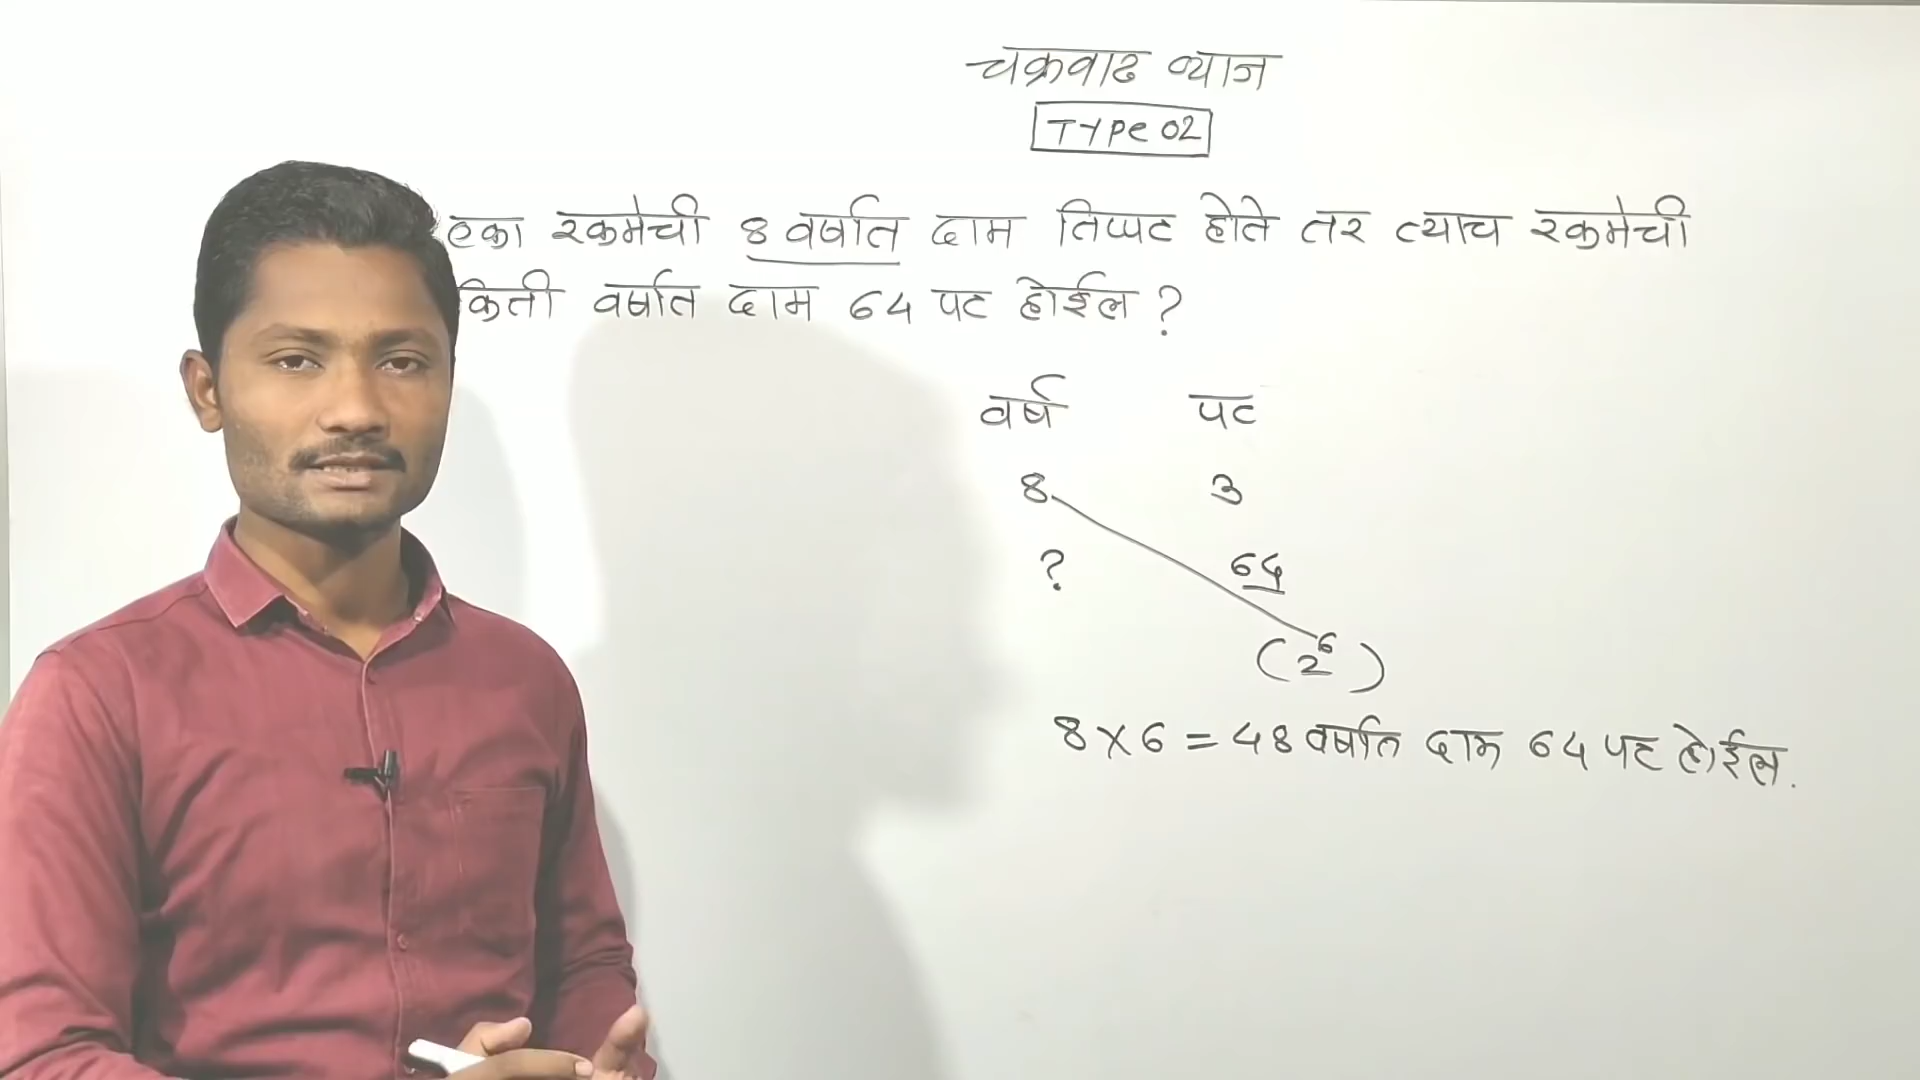 चक्रवाढ व्याज
TYPe 02
एका रकमेची 8 वर्षात दाम तिप्पट होते तर त्याच रकमेची
किती वर्षात दाम 64 पट होईल ?
वर्ष पट
8 3
? 64
(2⁶)
8 × 6 = 48 वर्षात दाम 64 पट होईल.